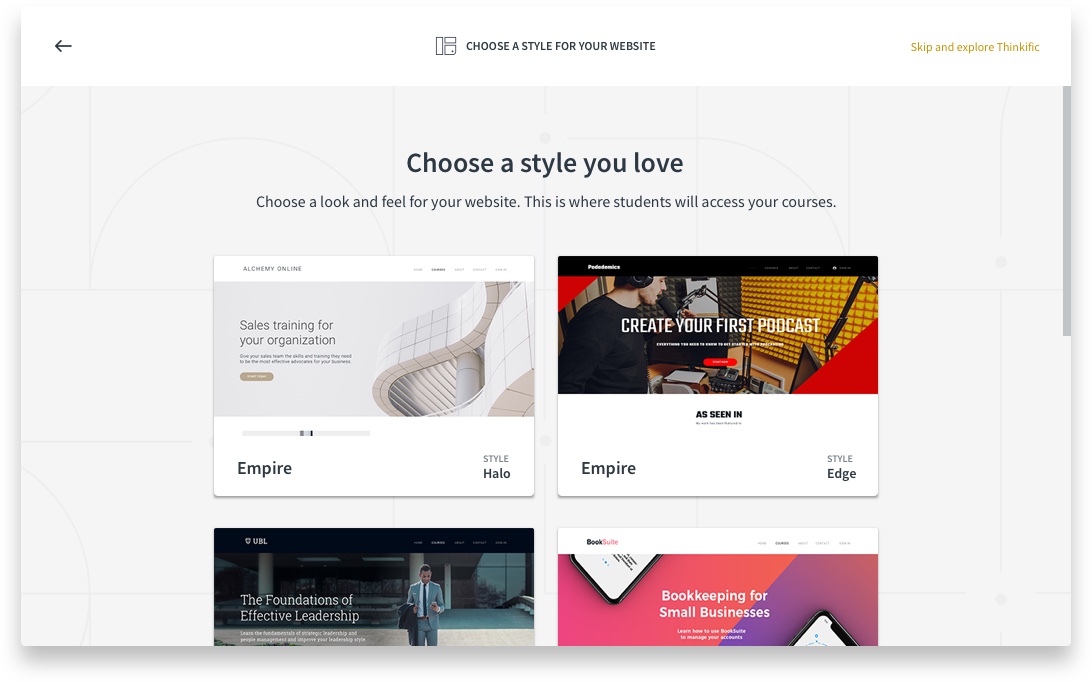 CHOOSE A STYLE FOR YOUR WEBSITE
Skip and explore Thinkific
Choose a style you love
Choose a look and feel for your website. This is where students will access your courses.
ALCHEMY ONLINE
HOME COURSES ABOUT CONTACT SIGN IN
Sales training for
your organization
Give your sales team the skills and training they need
to be the most effective advocates for your business.
START TODAY
Empire
STYLE
Halo
Podademics
COURSES ABOUT CONTACT SIGN IN
CREATE YOUR FIRST PODCAST
EVERYTHING YOU NEED TO KNOW TO GET STARTED WITH PODCASTING
START NOW
AS SEEN IN
My work has been featured in
Empire
STYLE
Edge
UBL
HOME COURSES ABOUT CONTACT SIGN IN
The Foundations of
Effective Leadership
Learn the fundamentals of strategic leadership and
people management and improve your leadership style.
BookSuite
HOME COURSES ABOUT CONTACT SIGN IN
Bookkeeping for
Small Businesses
Learn how to use BookSuite
to manage your accounts